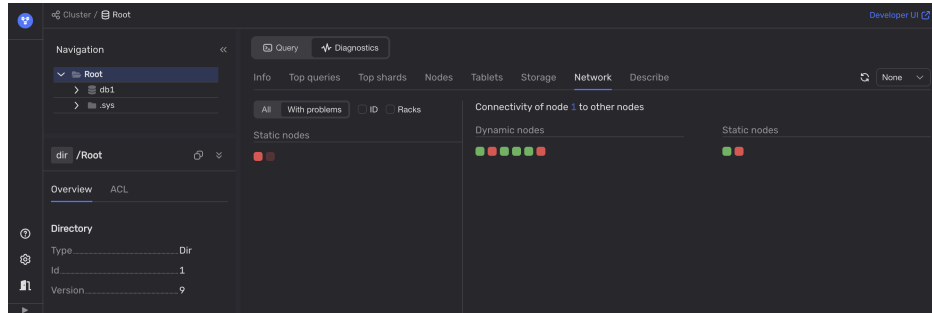 Cluster / Root
Developer UI
Navigation
Root
db1
.sys
dir /Root
Overview ACL
Directory
Type Dir
Id 1
Version 9
Query Diagnostics
Info Top queries Top shards Nodes Tablets Storage Network Describe
None
All With problems ID Racks
Static nodes
Connectivity of node 1 to other nodes
Dynamic nodes
Static nodes